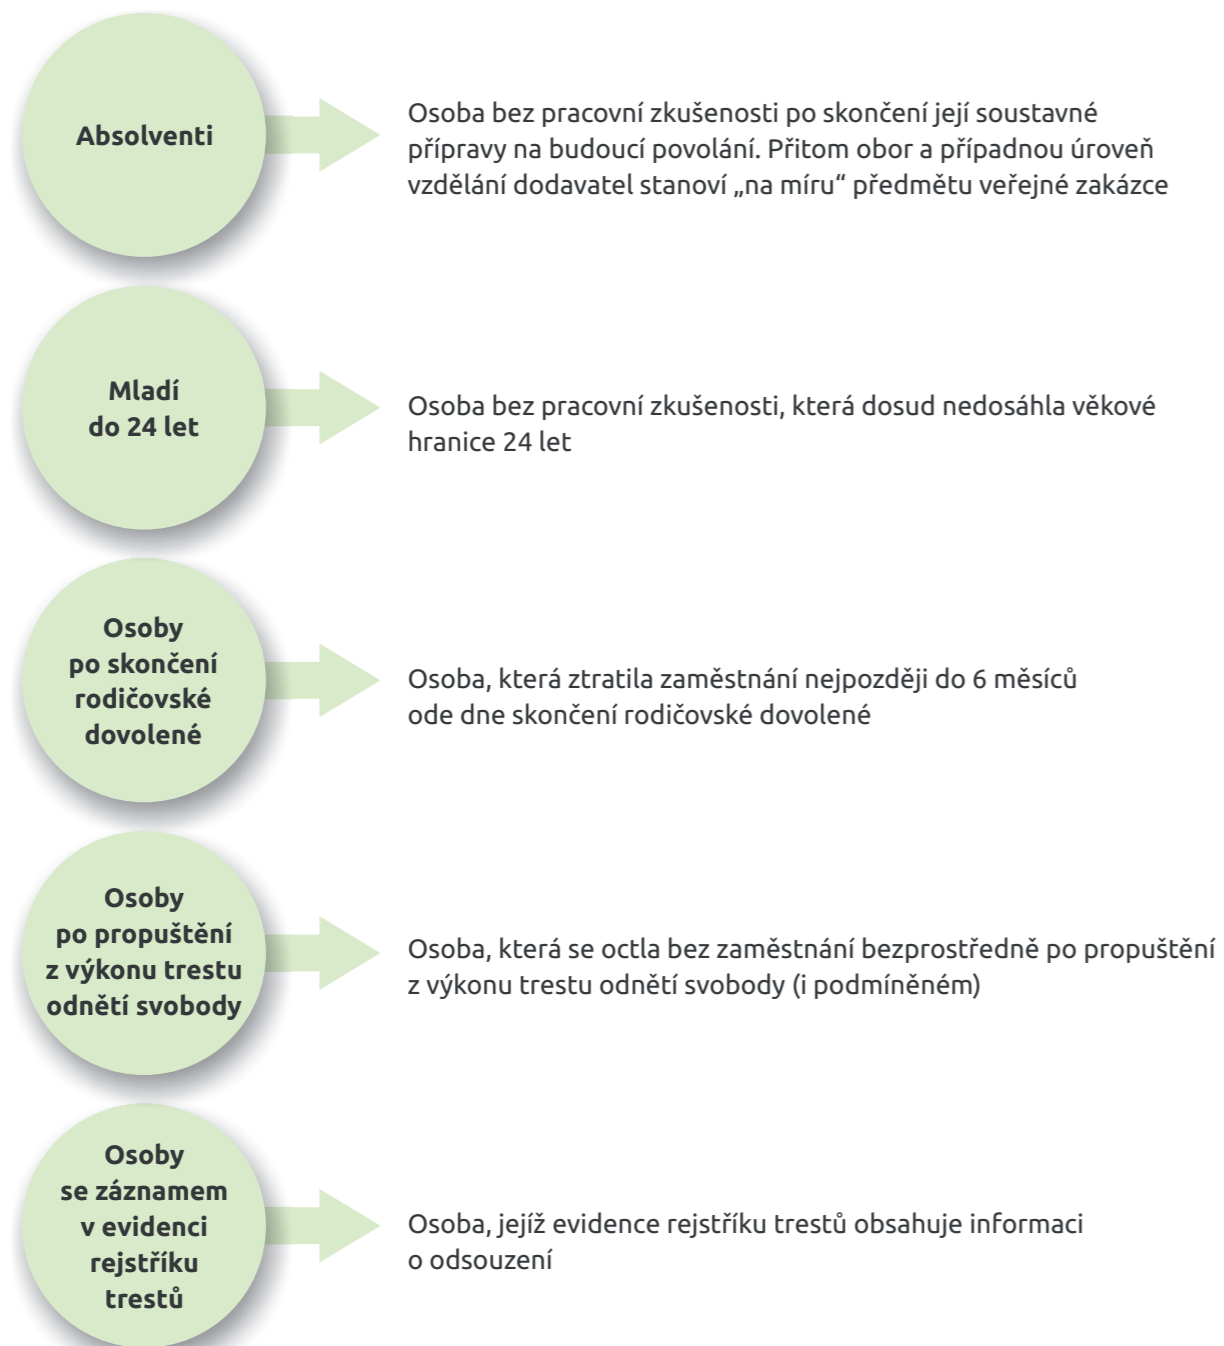 Absolventi
Osoba bez pracovní zkušenosti po skončení její soustavné
přípravy na budoucí povolání. Přitom obor a případnou úroveň
vzdělání dodavatel stanoví „na míru“ předmětu veřejné zakázce
Mladí
do 24 let
Osoba bez pracovní zkušenosti, která dosud nedosáhla věkové
hranice 24 let
Osoby
po skončení
rodičovské
dovolené
Osoba, která ztratila zaměstnání nejpozději do 6 měsíců
ode dne skončení rodičovské dovolené
Osoby
po propuštění
z výkonu trestu
odnětí svobody
Osoba, která se octla bez zaměstnání bezprostředně po propuštění
z výkonu trestu odnětí svobody (i podmíněném)
Osoby
se záznamem
v evidenci
rejstříku
trestů
Osoba, jejíž evidence rejstříku trestů obsahuje informaci
o odsouzení